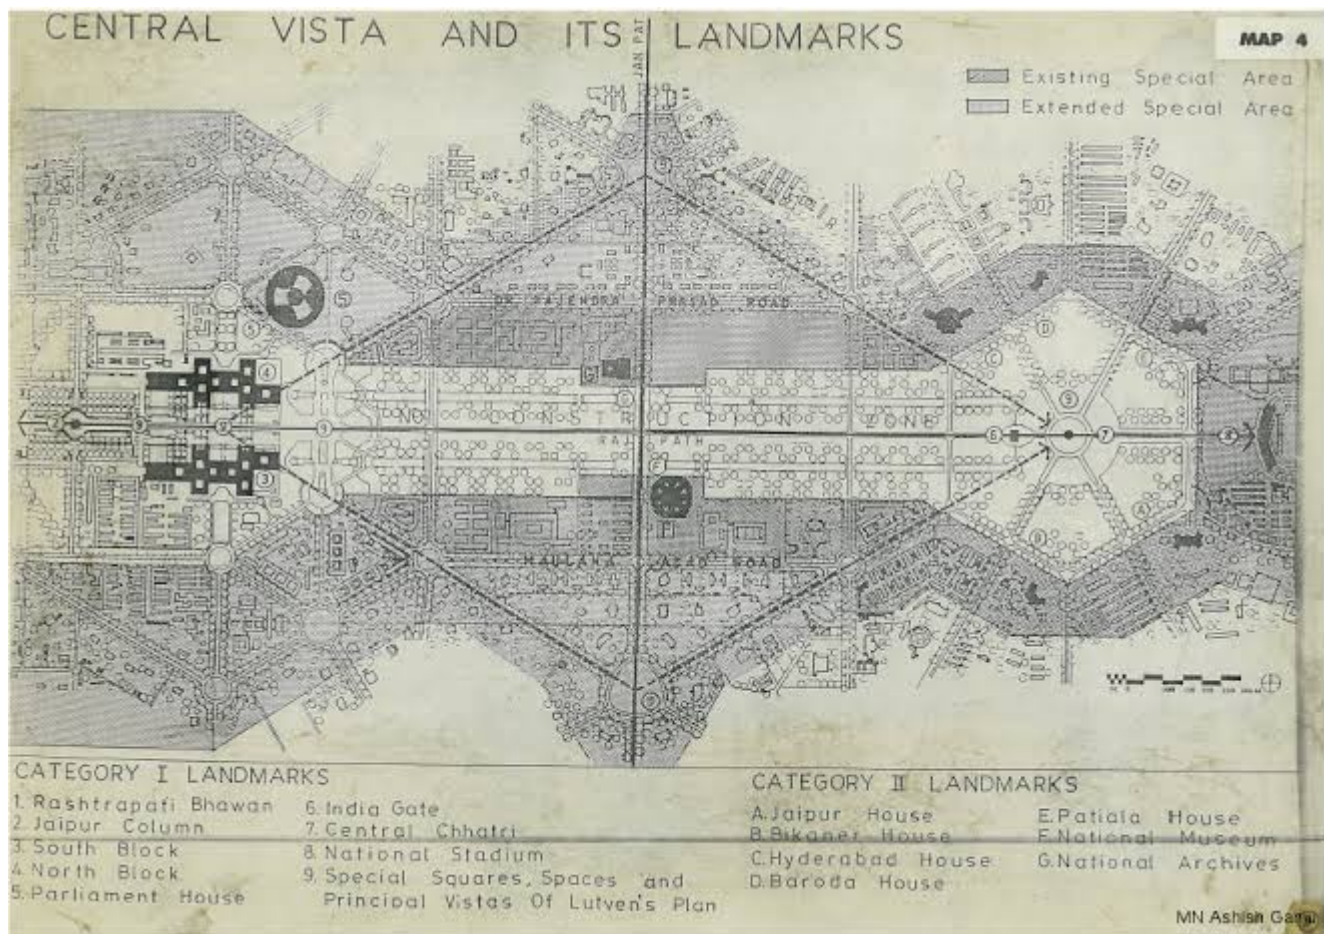 CENTRAL VISTA AND ITS LANDMARKS
MAP 4
JAN PAT
Existing Special Area
Extended Special Area
DR RAJENDRA PRASAD ROAD
NO CONSTRUCTION ZONE
RAJ PATH
MAULANA AZAD ROAD
CATEGORY I LANDMARKS
1. Rashtrapati Bhawan
2. Jaipur Column
3. South Block
4. North Block
5. Parliament House
6. India Gate
7. Central Chhatri
8. National Stadium
9. Special Squares, Spaces and
Principal Vistas Of Lutyen's Plan
CATEGORY II LANDMARKS
A. Jaipur House
B. Bikaner House
C. Hyderabad House
D. Baroda House
E. Patiala House
F. National Museum
G. National Archives
MN Ashish Ganju